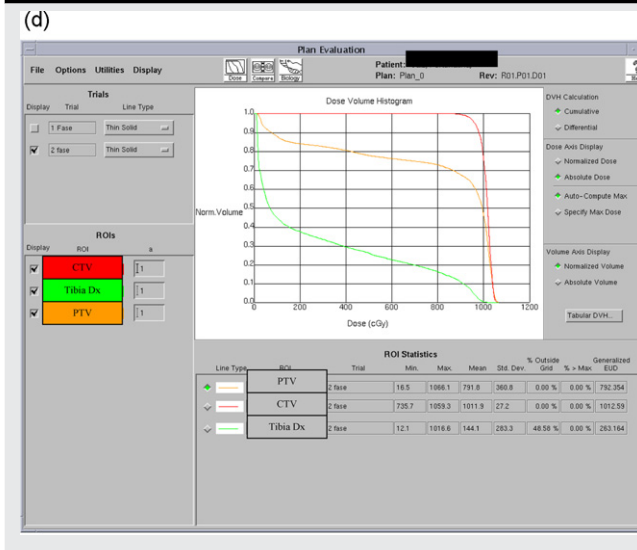 (d)
Plan Evaluation
File Options Utilities Display
Dose Compare Biology
Patient:
Plan: Plan_0 Rev: R01.P01.D01
Trials
Display Trial Line Type
1 Fase Thin Solid
2 fase Thin Solid
ROIs
Display ROI a
CTV 1
Tibia Dx 1
PTV 1
Dose Volume Histogram
Norm.Volume
1.0
0.9
0.8
0.7
0.6
0.5
0.4
0.3
0.2
0.1
0.0
0 200 400 600 800 1000 1200
Dose (cGy)
DVH Calculation
Cumulative
Differential
Dose Axis Display
Normalized Dose
Absolute Dose
Auto-Compute Max
Specify Max Dose
Volume Axis Display
Normalized Volume
Absolute Volume
Tabular DVH...
ROI Statistics
Line Type ROI Trial Min. Max. Mean Std. Dev. % Outside Grid % > Max Generalized EUD
PTV 2 fase 16.5 1066.1 791.8 360.8 0.00 % 0.00 % 792.354
CTV 2 fase 735.7 1059.3 1011.9 27.2 0.00 % 0.00 % 1012.59
Tibia Dx 2 fase 12.1 1016.6 144.1 283.3 48.58 % 0.00 % 263.164